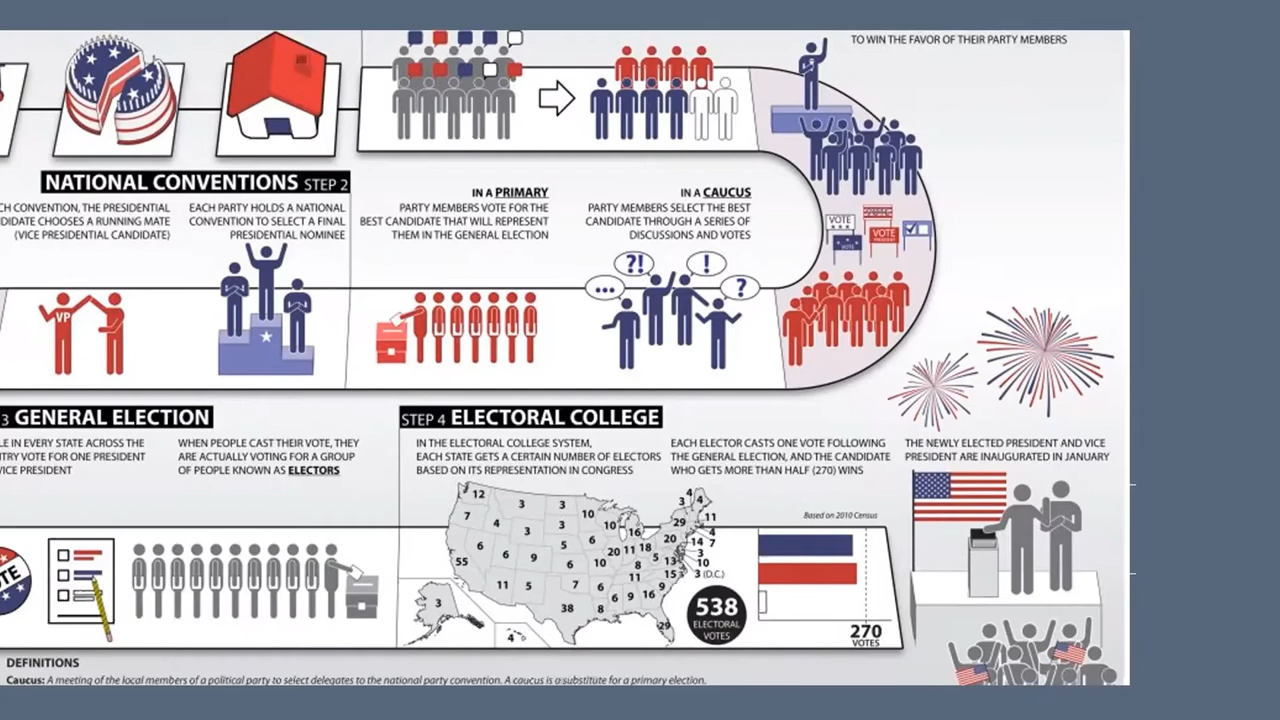 TO WIN THE FAVOR OF THEIR PARTY MEMBERS
NATIONAL CONVENTIONS STEP 2
CH CONVENTION, THE PRESIDENTIAL
DIDATE CHOOSES A RUNNING MATE
(VICE PRESIDENTIAL CANDIDATE)
EACH PARTY HOLDS A NATIONAL
CONVENTION TO SELECT A FINAL
PRESIDENTIAL NOMINEE
IN A PRIMARY
PARTY MEMBERS VOTE FOR THE
BEST CANDIDATE THAT WILL REPRESENT
THEM IN THE GENERAL ELECTION
IN A CAUCUS
PARTY MEMBERS SELECT THE BEST
CANDIDATE THROUGH A SERIES OF
DISCUSSIONS AND VOTES
VOTE
VOTE
VOTE
...
?!
!
?
VP
3 GENERAL ELECTION
LE IN EVERY STATE ACROSS THE
TRY VOTE FOR ONE PRESIDENT
VICE PRESIDENT
WHEN PEOPLE CAST THEIR VOTE, THEY
ARE ACTUALLY VOTING FOR A GROUP
OF PEOPLE KNOWN AS ELECTORS
STEP 4 ELECTORAL COLLEGE
IN THE ELECTORAL COLLEGE SYSTEM,
EACH STATE GETS A CERTAIN NUMBER OF ELECTORS
BASED ON ITS REPRESENTATION IN CONGRESS
EACH ELECTOR CASTS ONE VOTE FOLLOWING
THE GENERAL ELECTION, AND THE CANDIDATE
WHO GETS MORE THAN HALF (270) WINS
THE NEWLY ELECTED PRESIDENT AND VICE
PRESIDENT ARE INAUGURATED IN JANUARY
OTE
12 3 3 10 3 4 4
7 4 3 10 16 29 11
6 6 9 5 6 20 11 18 20 4 7
55 6 10 8 5 13 14 3
11 5 7 6 11 15 10
38 8 6 9 16 9 3 (D.C.)
3 4 29
538
ELECTORAL
VOTES
Based on 2010 Census
270
VOTES
DEFINITIONS
Caucus: A meeting of the local members of a political party to select delegates to the national party convention. A caucus is a substitute for a primary election.